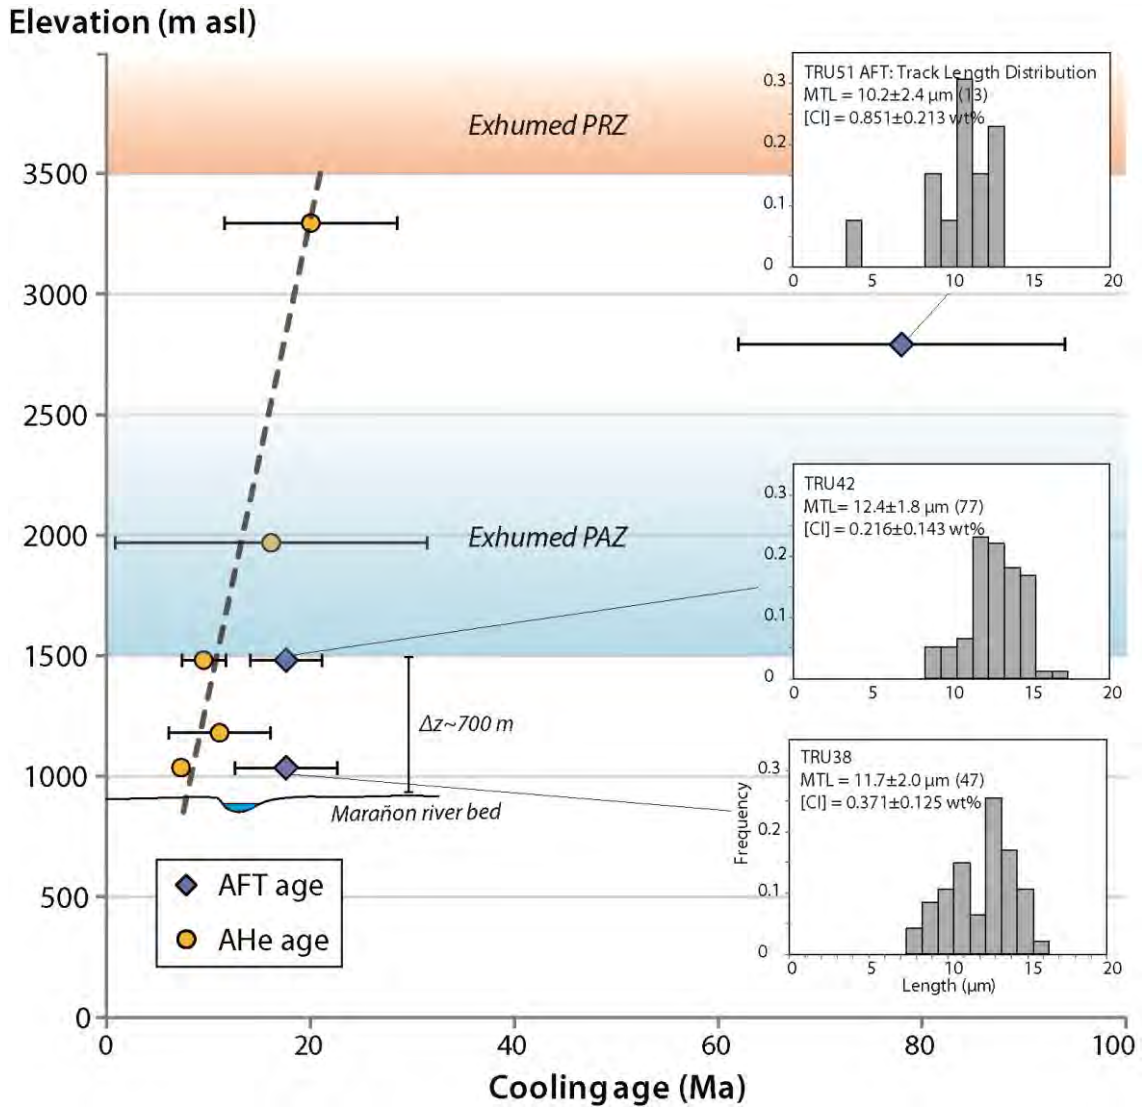 Elevation (m asl)
Exhumed PRZ
3500
3000
2500
2000
1500
1000
500
0
Exhumed PAZ
Δz~700 m
Marañon river bed
AFT age
AHe age
0 20 40 60 80 100
Cooling age (Ma)
TRU51 AFT: Track Length Distribution
MTL = 10.2±2.4 µm (13)
[Cl] = 0.851±0.213 wt%
0.3
0.2
0.1
0
0 5 10 15 20
TRU42
MTL= 12.4±1.8 µm (77)
[Cl] = 0.216±0.143 wt%
0.3
0.2
0.1
0
0 5 10 15 20
TRU38
MTL = 11.7±2.0 µm (47)
[Cl] = 0.371±0.125 wt%
Frequency
0.3
0.2
0.1
0
0 5 10 15 20
Length (µm)